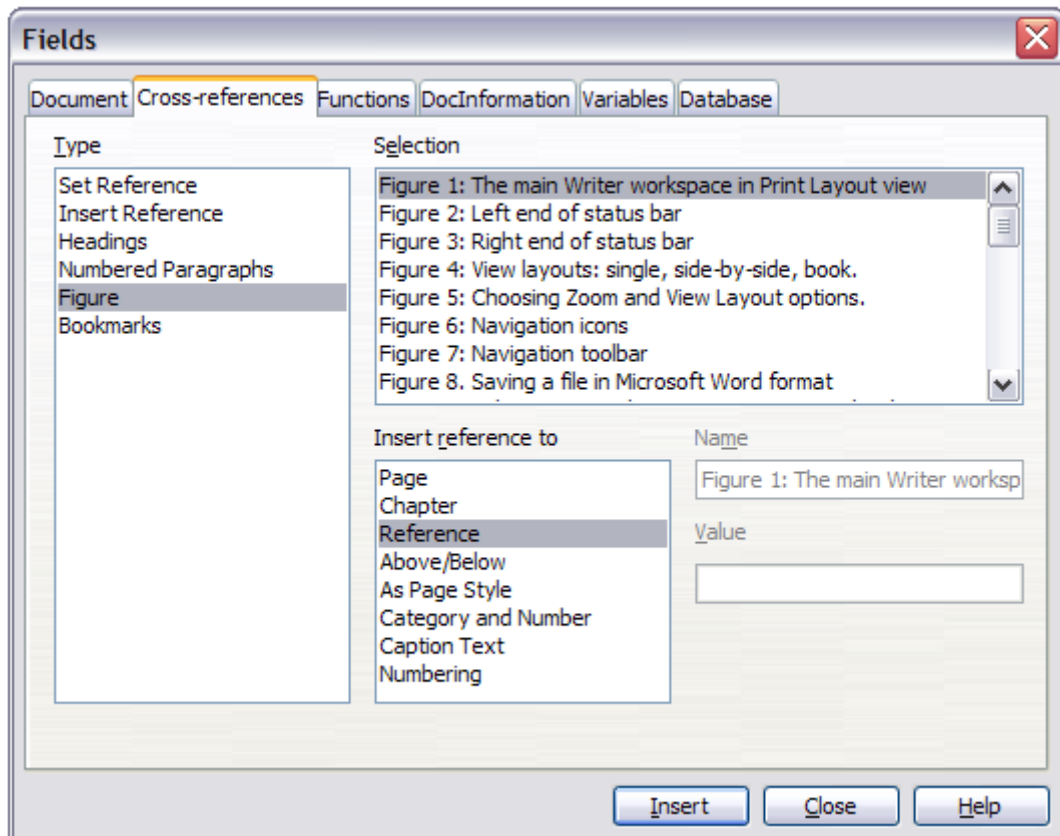 Fields
Document Cross-references Functions DocInformation Variables Database
Type
Set Reference
Insert Reference
Headings
Numbered Paragraphs
Figure
Bookmarks
Selection
Figure 1: The main Writer workspace in Print Layout view
Figure 2: Left end of status bar
Figure 3: Right end of status bar
Figure 4: View layouts: single, side-by-side, book.
Figure 5: Choosing Zoom and View Layout options.
Figure 6: Navigation icons
Figure 7: Navigation toolbar
Figure 8. Saving a file in Microsoft Word format
Insert reference to
Page
Chapter
Reference
Above/Below
As Page Style
Category and Number
Caption Text
Numbering
Name
Figure 1: The main Writer worksp
Value
Insert Close Help